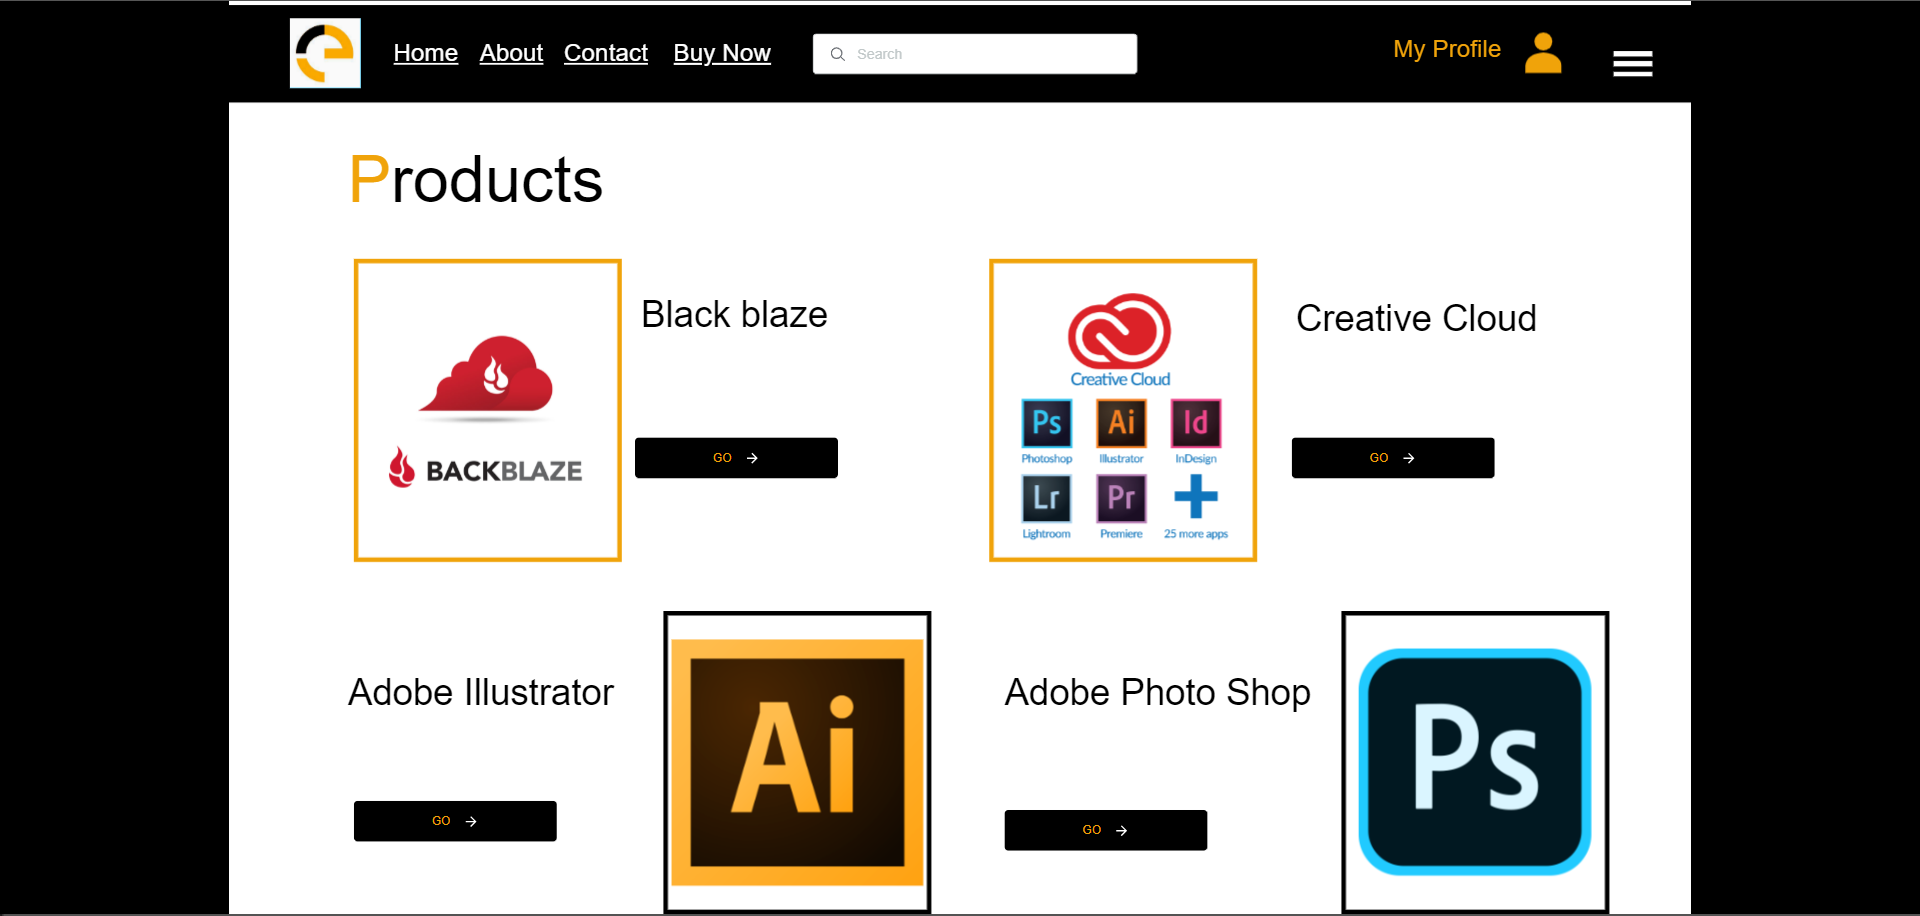 Home About Contact Buy Now Search My Profile
Products
Black blaze
BACKBLAZE
GO
Creative Cloud
Creative Cloud
Ps Ai Id
Photoshop Illustrator InDesign
Lr Pr
Lightroom Premiere 25 more apps
GO
Adobe Illustrator
GO
Ai
Adobe Photo Shop
GO
Ps